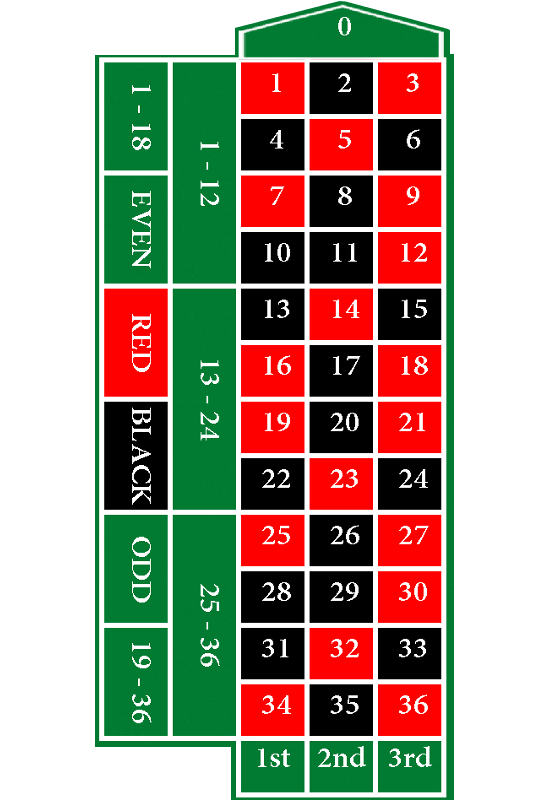 0
1 2 3
4 5 6
7 8 9
10 11 12
13 14 15
16 17 18
19 20 21
22 23 24
25 26 27
28 29 30
31 32 33
34 35 36
1st 2nd 3rd
1 - 12
13 - 24
25 - 36
1 - 18
EVEN
RED
BLACK
ODD
19 - 36